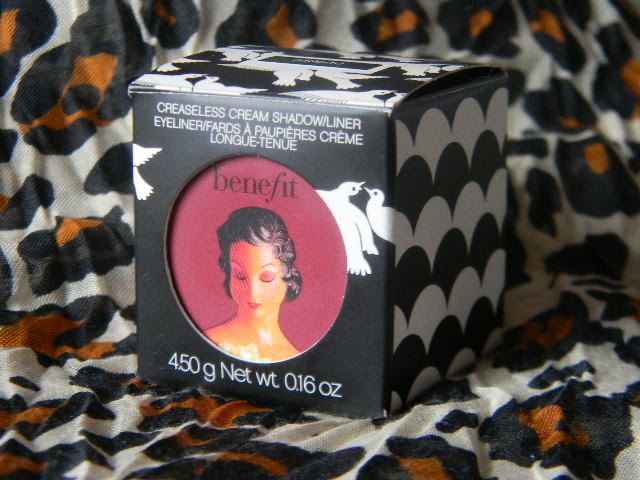 CREASELESS CREAM SHADOW/LINER
EYELINER/FARDS À PAUPIÈRES CRÈME
LONGUE-TENUE
benefit
4.50 g Net wt. 0.16 oz